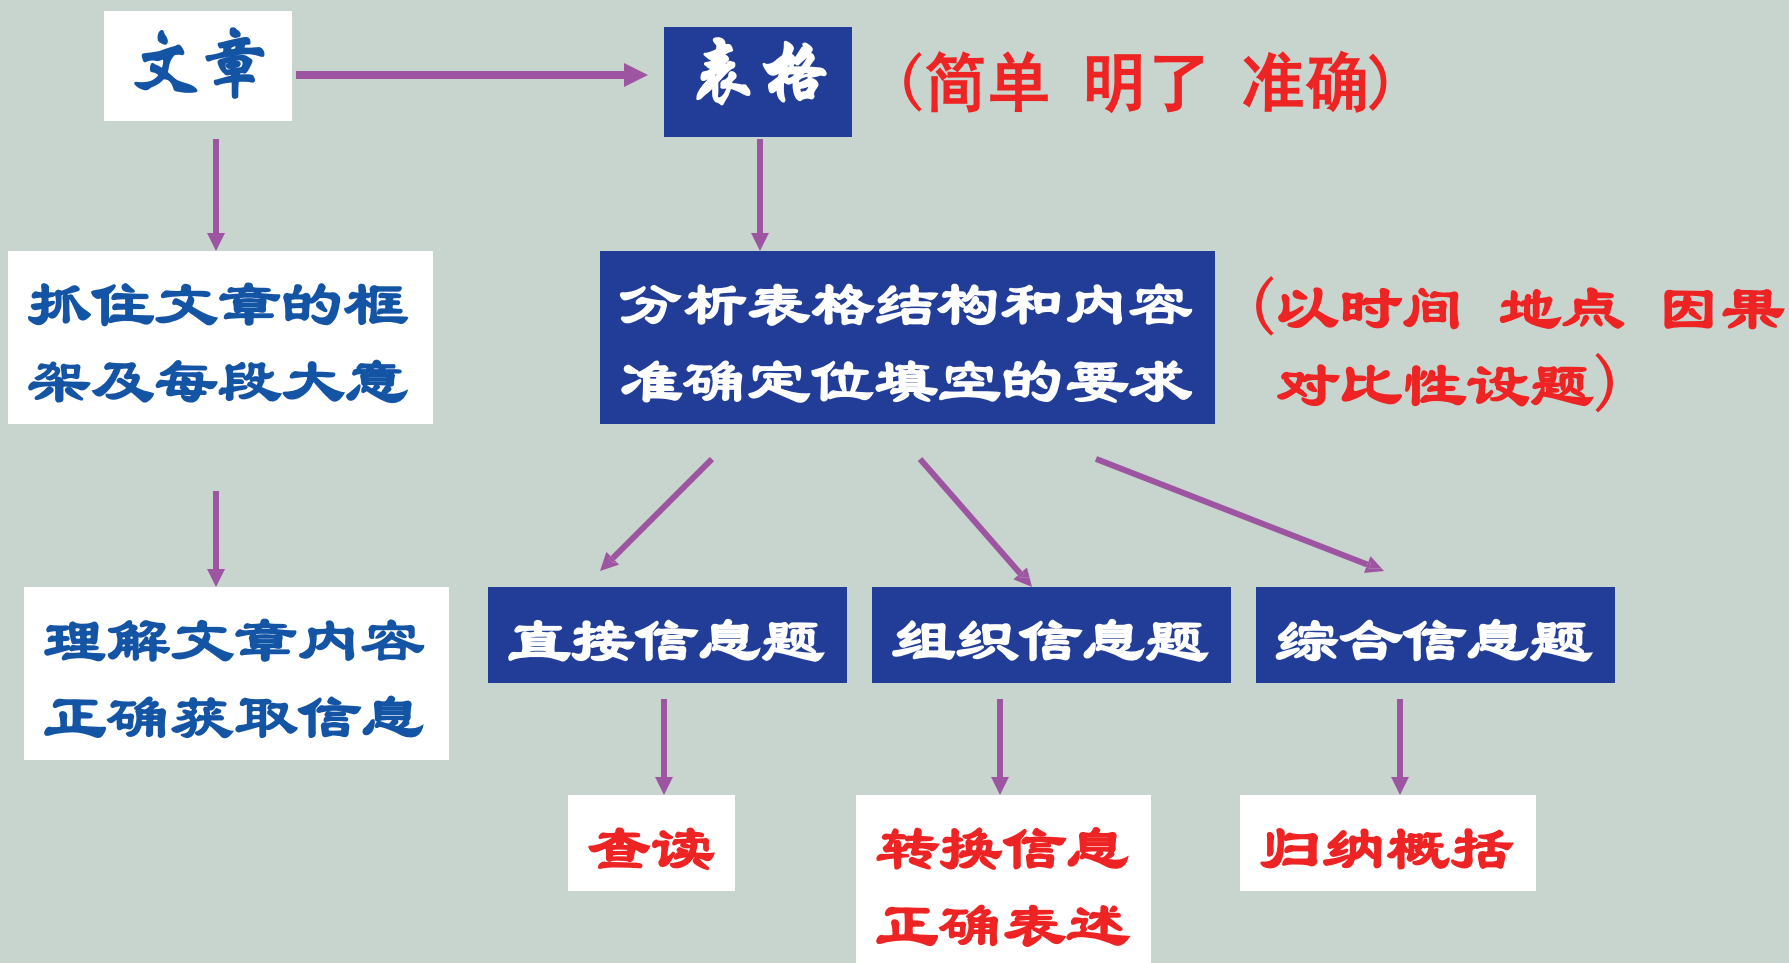 文章
表格
（简单 明了 准确）
抓住文章的框
架及每段大意
分析表格结构和内容
准确定位填空的要求
（以时间 地点 因果
对比性设题）
理解文章内容
正确获取信息
直接信息题
组织信息题
综合信息题
查读
转换信息
正确表述
归纳概括